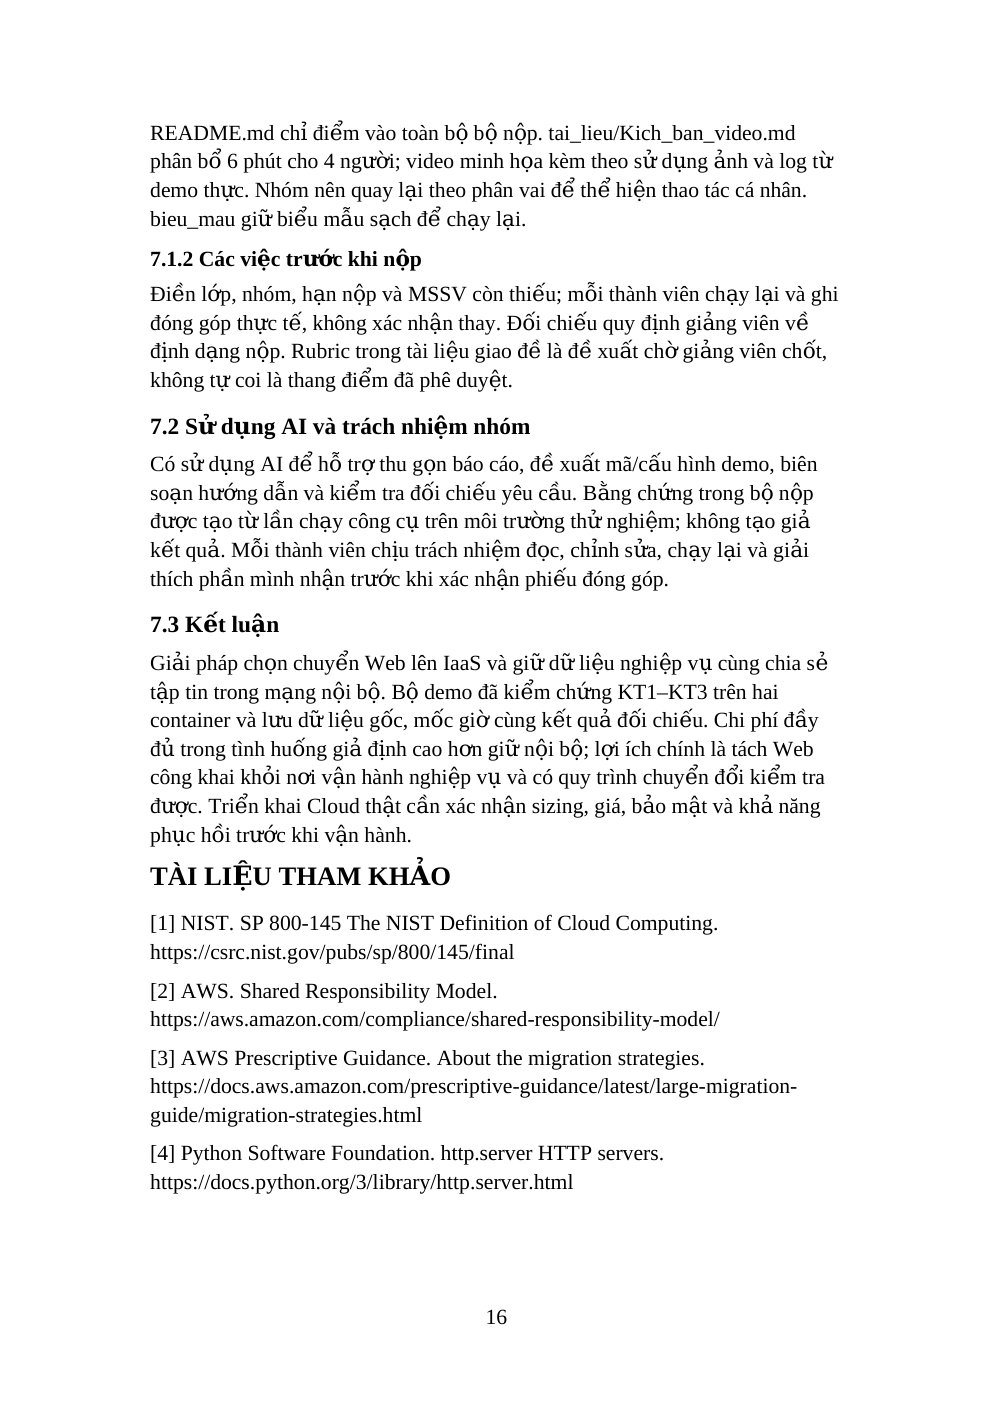 README.md chỉ điểm vào toàn bộ bộ nộp. tai_lieu/Kich_ban_video.md
phân bổ 6 phút cho 4 người; video minh họa kèm theo sử dụng ảnh và log từ
demo thực. Nhóm nên quay lại theo phân vai để thể hiện thao tác cá nhân.
bieu_mau giữ biểu mẫu sạch để chạy lại.
7.1.2 Các việc trước khi nộp
Điền lớp, nhóm, hạn nộp và MSSV còn thiếu; mỗi thành viên chạy lại và ghi
đóng góp thực tế, không xác nhận thay. Đối chiếu quy định giảng viên về
định dạng nộp. Rubric trong tài liệu giao đề là đề xuất chờ giảng viên chốt,
không tự coi là thang điểm đã phê duyệt.
7.2 Sử dụng AI và trách nhiệm nhóm
Có sử dụng AI để hỗ trợ thu gọn báo cáo, đề xuất mã/cấu hình demo, biên
soạn hướng dẫn và kiểm tra đối chiếu yêu cầu. Bằng chứng trong bộ nộp
được tạo từ lần chạy công cụ trên môi trường thử nghiệm; không tạo giả
kết quả. Mỗi thành viên chịu trách nhiệm đọc, chỉnh sửa, chạy lại và giải
thích phần mình nhận trước khi xác nhận phiếu đóng góp.
7.3 Kết luận
Giải pháp chọn chuyển Web lên IaaS và giữ dữ liệu nghiệp vụ cùng chia sẻ
tập tin trong mạng nội bộ. Bộ demo đã kiểm chứng KT1–KT3 trên hai
container và lưu dữ liệu gốc, mốc giờ cùng kết quả đối chiếu. Chi phí đầy
đủ trong tình huống giả định cao hơn giữ nội bộ; lợi ích chính là tách Web
công khai khỏi nơi vận hành nghiệp vụ và có quy trình chuyển đổi kiểm tra
được. Triển khai Cloud thật cần xác nhận sizing, giá, bảo mật và khả năng
phục hồi trước khi vận hành.
TÀI LIỆU THAM KHẢO
[1] NIST. SP 800-145 The NIST Definition of Cloud Computing.
https://csrc.nist.gov/pubs/sp/800/145/final
[2] AWS. Shared Responsibility Model.
https://aws.amazon.com/compliance/shared-responsibility-model/
[3] AWS Prescriptive Guidance. About the migration strategies.
https://docs.aws.amazon.com/prescriptive-guidance/latest/large-migration-
guide/migration-strategies.html
[4] Python Software Foundation. http.server HTTP servers.
https://docs.python.org/3/library/http.server.html
16